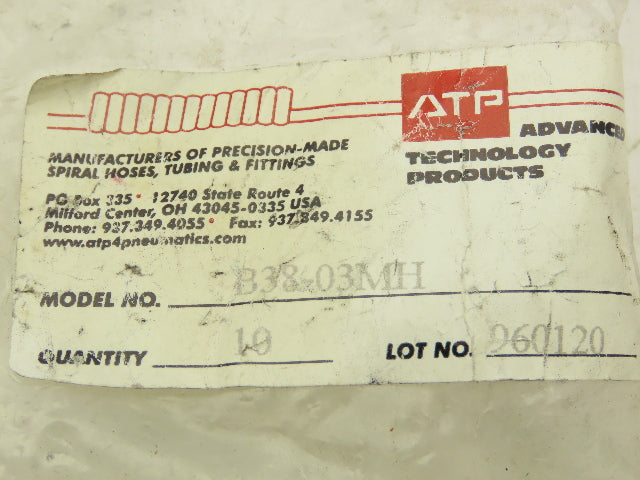 ATP
ADVANCED
TECHNOLOGY
PRODUCTS
MANUFACTURERS OF PRECISION-MADE
SPIRAL HOSES, TUBING & FITTINGS
PO Box 335 • 12740 State Route 4
Milford Center, OH 43045-0335 USA
Phone: 937.349.4055 • Fax: 937.349.4155
www.atp4pneumatics.com
MODEL NO. B38-03MH
QUANTITY 10 LOT NO. 960120